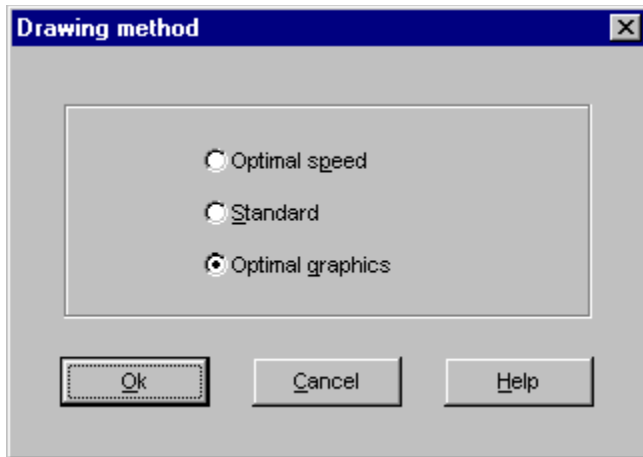 Drawing method
Optimal speed
Standard
Optimal graphics
Ok Cancel Help